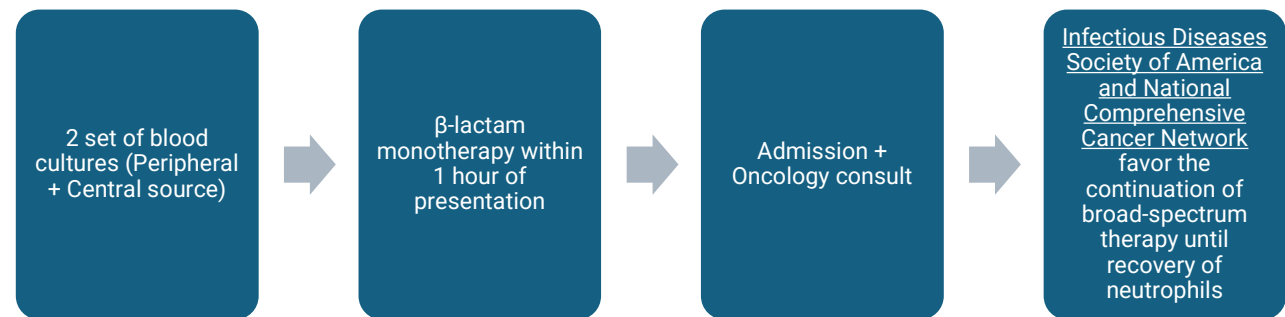 2 set of blood
cultures (Peripheral
+ Central source)
β-lactam
monotherapy within
1 hour of
presentation
Admission +
Oncology consult
Infectious Diseases
Society of America
and National
Comprehensive
Cancer Network
favor the
continuation of
broad-spectrum
therapy until
recovery of
neutrophils